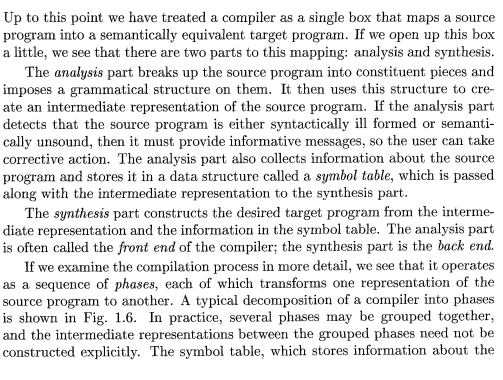 Up to this point we have treated a compiler as a single box that maps a source
program into a semantically equivalent target program. If we open up this box
a little, we see that there are two parts to this mapping: analysis and synthesis.
The analysis part breaks up the source program into constituent pieces and
imposes a grammatical structure on them. It then uses this structure to cre-
ate an intermediate representation of the source program. If the analysis part
detects that the source program is either syntactically ill formed or semanti-
cally unsound, then it must provide informative messages, so the user can take
corrective action. The analysis part also collects information about the source
program and stores it in a data structure called a symbol table, which is passed
along with the intermediate representation to the synthesis part.
The synthesis part constructs the desired target program from the interme-
diate representation and the information in the symbol table. The analysis part
is often called the front end of the compiler; the synthesis part is the back end.
If we examine the compilation process in more detail, we see that it operates
as a sequence of phases, each of which transforms one representation of the
source program to another. A typical decomposition of a compiler into phases
is shown in Fig. 1.6. In practice, several phases may be grouped together,
and the intermediate representations between the grouped phases need not be
constructed explicitly. The symbol table, which stores information about the